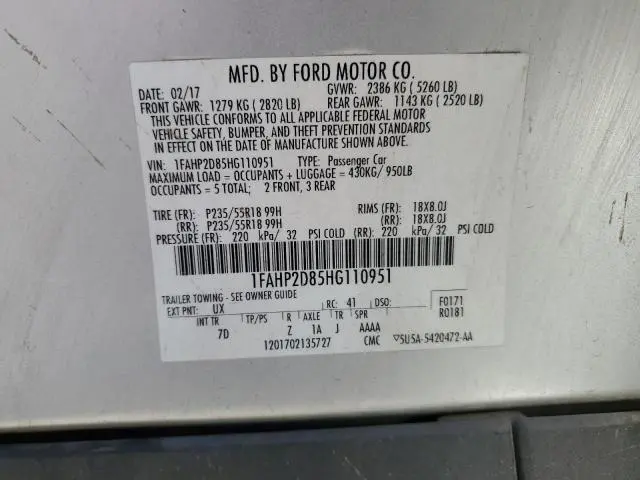 MFD. BY FORD MOTOR CO.
DATE: 02/17 GVWR: 2386 KG ( 5260 LB)
FRONT GAWR: 1279 KG ( 2820 LB) REAR GAWR: 1143 KG ( 2520 LB)
THIS VEHICLE CONFORMS TO ALL APPLICABLE FEDERAL MOTOR
VEHICLE SAFETY, BUMPER, AND THEFT PREVENTION STANDARDS
IN EFFECT ON THE DATE OF MANUFACTURE SHOWN ABOVE.
VIN: 1FAHP2D85HG110951 TYPE: Passenger Car
MAXIMUM LOAD = OCCUPANTS + LUGGAGE = 430KG/ 950LB
OCCUPANTS = 5 TOTAL; 2 FRONT, 3 REAR
TIRE (FR): P235/55R18 99H RIMS (FR): 18X8.0J
(RR): P235/55R18 99H (RR): 18X8.0J
PRESSURE (FR): 220 kPa/ 32 PSI COLD (RR): 220 kPa/ 32 PSI COLD
1FAHP2D85HG110951
TRAILER TOWING - SEE OWNER GUIDE
EXT PNT: UX RC: 41 DSO: F0171
INT TR TP/PS R AXLE TR SPR R0181
7D Z 1A J AAAA
1201702135727 CMC 5U5A-5420472-AA